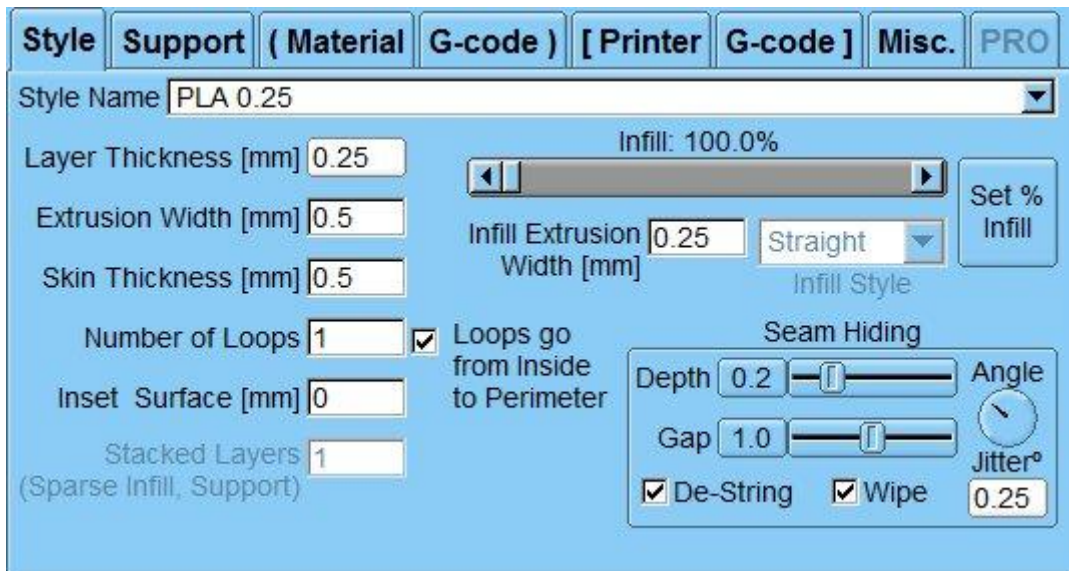 Style Support ( Material G-code ) [ Printer G-code ] Misc. PRO
Style Name PLA 0.25
Layer Thickness [mm] 0.25
Extrusion Width [mm] 0.5
Skin Thickness [mm] 0.5
Number of Loops 1
Loops go
from Inside
to Perimeter
Inset Surface [mm] 0
Stacked Layers 1
(Sparse Infill, Support)
Infill: 100.0%
Set %
Infill
Infill Extrusion 0.25
Width [mm]
Straight
Infill Style
Seam Hiding
Depth 0.2
Gap 1.0
Angle
Jitterº
0.25
De-String Wipe